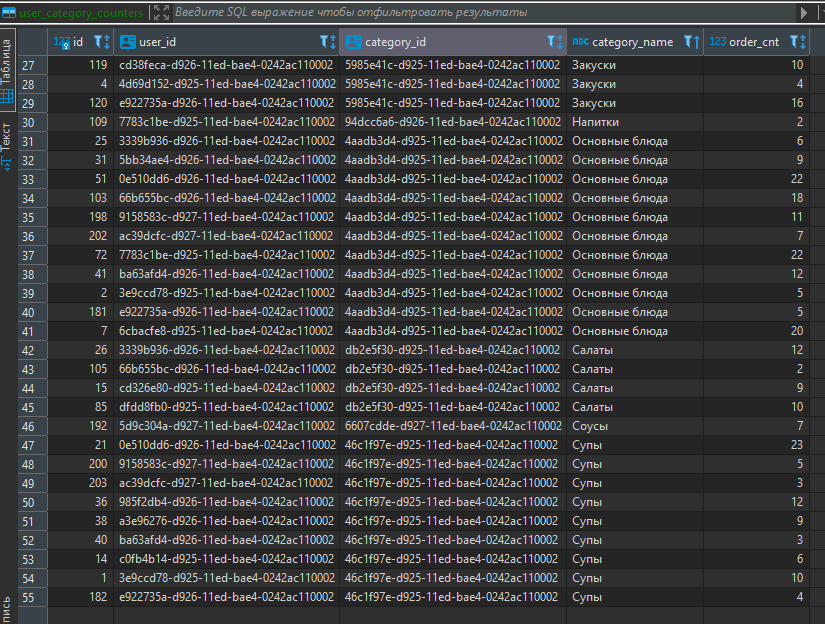 user_category_counters Введите SQL выражение чтобы отфильтровать результаты
Таблица
Текст
пись
123 id user_id category_id ABC category_name 123 order_cnt
27 119 cd38feca-d926-11ed-bae4-0242ac110002 5985e41c-d925-11ed-bae4-0242ac110002 Закуски 10
28 4 4d69d152-d925-11ed-bae4-0242ac110002 5985e41c-d925-11ed-bae4-0242ac110002 Закуски 4
29 120 e922735a-d926-11ed-bae4-0242ac110002 5985e41c-d925-11ed-bae4-0242ac110002 Закуски 16
30 109 7783c1be-d925-11ed-bae4-0242ac110002 94dcc6a6-d926-11ed-bae4-0242ac110002 Напитки 2
31 25 3339b936-d926-11ed-bae4-0242ac110002 4aadb3d4-d925-11ed-bae4-0242ac110002 Основные блюда 6
32 31 5bb34ae4-d926-11ed-bae4-0242ac110002 4aadb3d4-d925-11ed-bae4-0242ac110002 Основные блюда 9
33 51 0e510dd6-d926-11ed-bae4-0242ac110002 4aadb3d4-d925-11ed-bae4-0242ac110002 Основные блюда 22
34 103 66b655bc-d926-11ed-bae4-0242ac110002 4aadb3d4-d925-11ed-bae4-0242ac110002 Основные блюда 18
35 198 9158583c-d927-11ed-bae4-0242ac110002 4aadb3d4-d925-11ed-bae4-0242ac110002 Основные блюда 11
36 202 ac39dcfc-d927-11ed-bae4-0242ac110002 4aadb3d4-d925-11ed-bae4-0242ac110002 Основные блюда 7
37 72 7783c1be-d925-11ed-bae4-0242ac110002 4aadb3d4-d925-11ed-bae4-0242ac110002 Основные блюда 22
38 41 ba63afd4-d926-11ed-bae4-0242ac110002 4aadb3d4-d925-11ed-bae4-0242ac110002 Основные блюда 12
39 2 3e9ccd78-d925-11ed-bae4-0242ac110002 4aadb3d4-d925-11ed-bae4-0242ac110002 Основные блюда 5
40 181 e922735a-d926-11ed-bae4-0242ac110002 4aadb3d4-d925-11ed-bae4-0242ac110002 Основные блюда 5
41 7 6cbacfe8-d925-11ed-bae4-0242ac110002 4aadb3d4-d925-11ed-bae4-0242ac110002 Основные блюда 20
42 26 3339b936-d926-11ed-bae4-0242ac110002 db2e5f30-d925-11ed-bae4-0242ac110002 Салаты 12
43 105 66b655bc-d926-11ed-bae4-0242ac110002 db2e5f30-d925-11ed-bae4-0242ac110002 Салаты 2
44 15 cd326e80-d925-11ed-bae4-0242ac110002 db2e5f30-d925-11ed-bae4-0242ac110002 Салаты 9
45 85 dfdd8fb0-d925-11ed-bae4-0242ac110002 db2e5f30-d925-11ed-bae4-0242ac110002 Салаты 10
46 192 5d9c304a-d927-11ed-bae4-0242ac110002 6607cdde-d927-11ed-bae4-0242ac110002 Соусы 7
47 21 0e510dd6-d926-11ed-bae4-0242ac110002 46c1f97e-d925-11ed-bae4-0242ac110002 Супы 23
48 200 9158583c-d927-11ed-bae4-0242ac110002 46c1f97e-d925-11ed-bae4-0242ac110002 Супы 5
49 203 ac39dcfc-d927-11ed-bae4-0242ac110002 46c1f97e-d925-11ed-bae4-0242ac110002 Супы 3
50 36 985f2db4-d926-11ed-bae4-0242ac110002 46c1f97e-d925-11ed-bae4-0242ac110002 Супы 12
51 38 a3e96276-d926-11ed-bae4-0242ac110002 46c1f97e-d925-11ed-bae4-0242ac110002 Супы 9
52 40 ba63afd4-d926-11ed-bae4-0242ac110002 46c1f97e-d925-11ed-bae4-0242ac110002 Супы 3
53 14 c0fb4b14-d925-11ed-bae4-0242ac110002 46c1f97e-d925-11ed-bae4-0242ac110002 Супы 6
54 1 3e9ccd78-d925-11ed-bae4-0242ac110002 46c1f97e-d925-11ed-bae4-0242ac110002 Супы 10
55 182 e922735a-d926-11ed-bae4-0242ac110002 46c1f97e-d925-11ed-bae4-0242ac110002 Супы 4